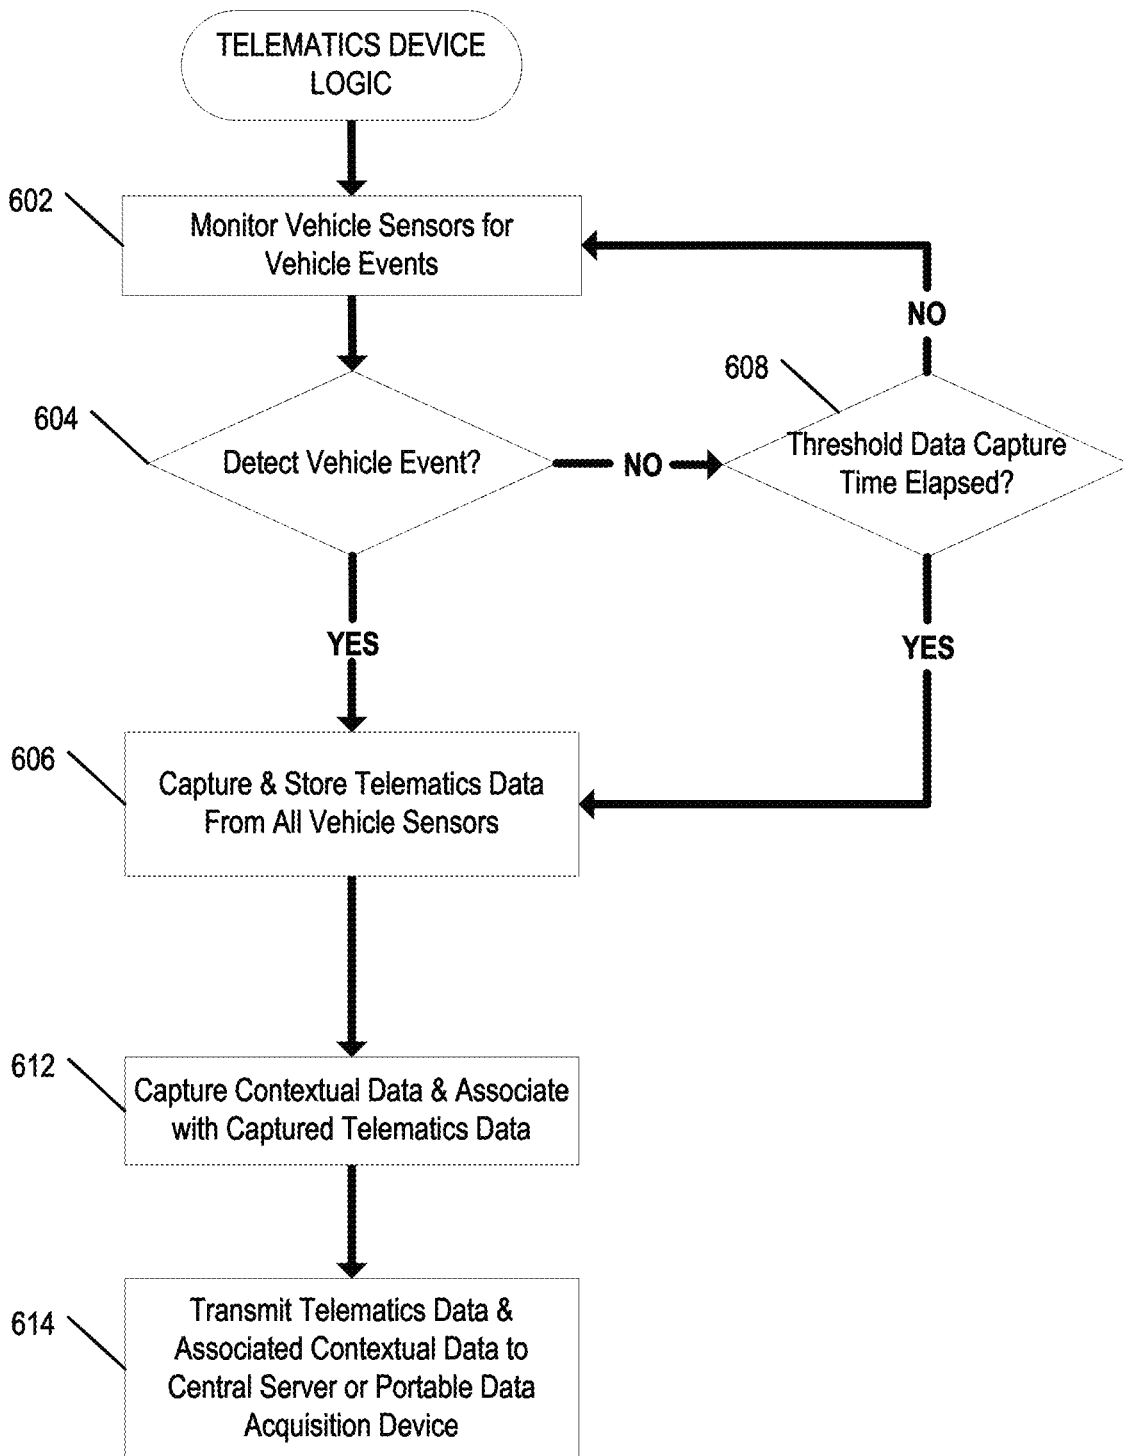 TELEMATICS DEVICE
LOGIC
602
Monitor Vehicle Sensors for
Vehicle Events
NO
608
604
Detect Vehicle Event?
NO
Threshold Data Capture
Time Elapsed?
YES
YES
606
Capture & Store Telematics Data
From All Vehicle Sensors
612
Capture Contextual Data & Associate
with Captured Telematics Data
614
Transmit Telematics Data &
Associated Contextual Data to
Central Server or Portable Data
Acquisition Device